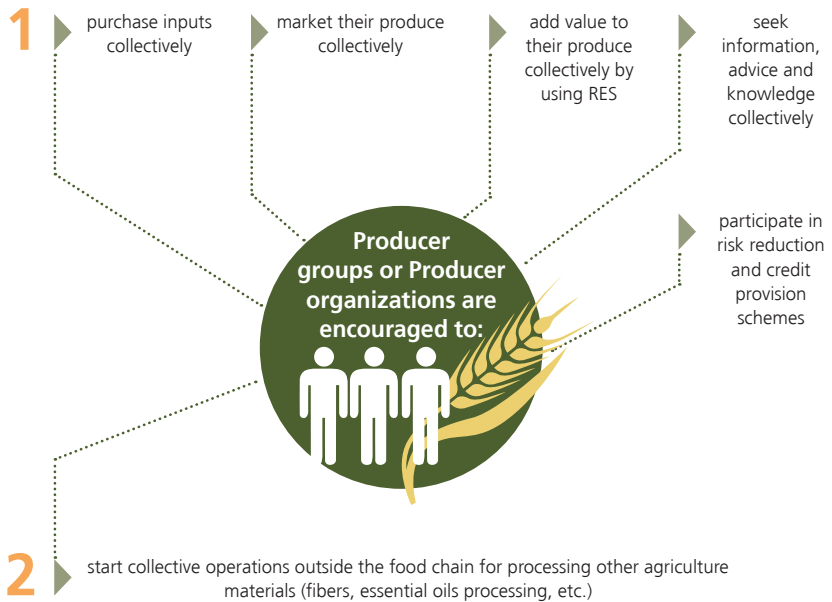 1
purchase inputs
collectively
market their produce
collectively
add value to
their produce
collectively by
using RES
seek
information,
advice and
knowledge
collectively
participate in
risk reduction
and credit
provision
schemes
Producer
groups or Producer
organizations are
encouraged to:
2
start collective operations outside the food chain for processing other agriculture
materials (fibers, essential oils processing, etc.)